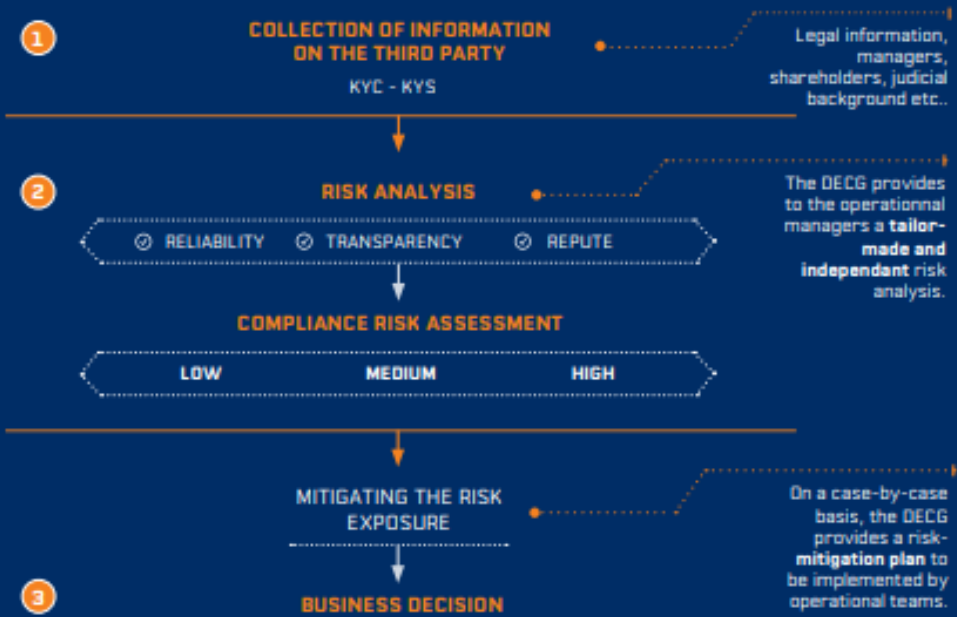 1
COLLECTION OF INFORMATION
ON THE THIRD PARTY
KYC - KYS
Legal information,
managers,
shareholders, judicial
background etc..
2
RISK ANALYSIS
RELIABILITY TRANSPARENCY REPUTE
The DECG provides
to the operationnal
managers a tailor-
made and
independant risk
analysis.
COMPLIANCE RISK ASSESSMENT
LOW MEDIUM HIGH
MITIGATING THE RISK
EXPOSURE
On a case-by-case
basis, the DECG
provides a risk-
mitigation plan to
be implemented by
operational teams.
3
BUSINESS DECISION